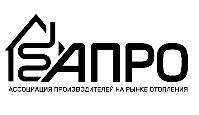 АПРО
АССОЦИАЦИЯ ПРОИЗВОДИТЕЛЕЙ НА РЫНКЕ ОТОПЛЕНИЯ